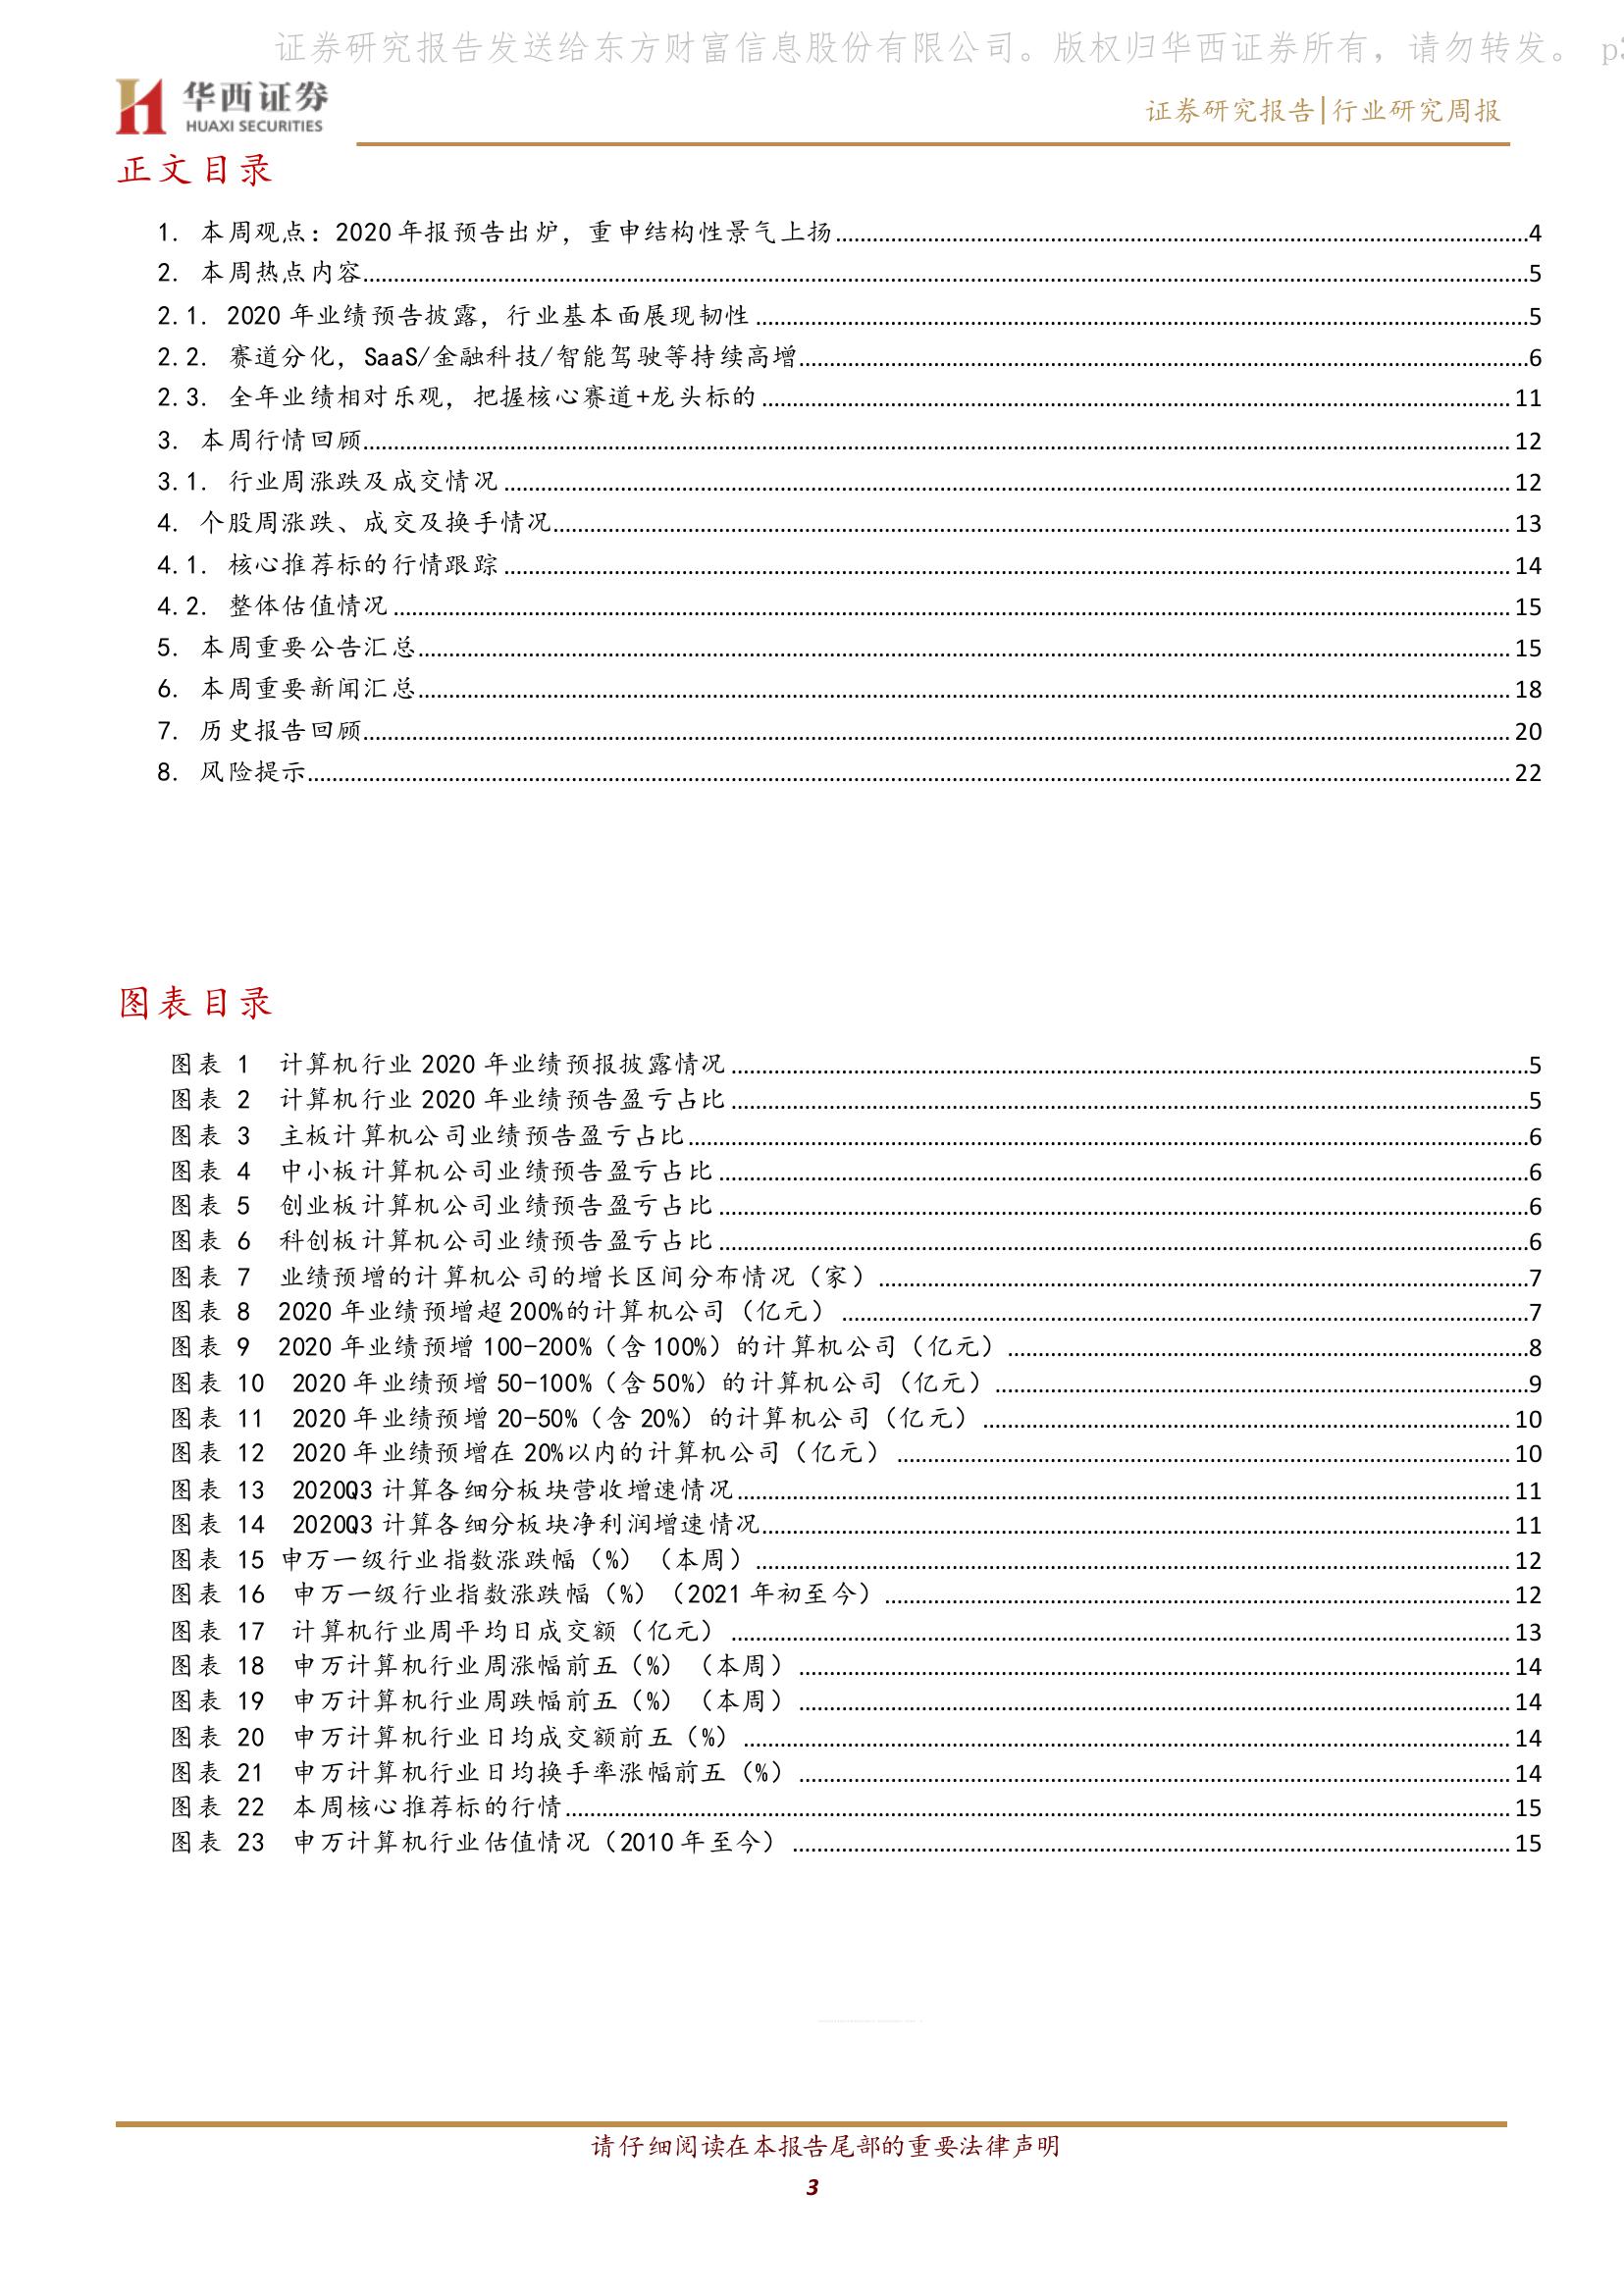 证券研究报告发送给东方财富信息股份有限公司。版权归华西证券所有，请勿转发。 p3
华西证券
HUAXI SECURITIES
证券研究报告|行业研究周报
正文目录
1. 本周观点：2020年报预告出炉，重申结构性景气上扬 4
2. 本周热点内容 5
2.1. 2020年业绩预告披露，行业基本面展现韧性 5
2.2. 赛道分化，SaaS/金融科技/智能驾驶等持续高增 6
2.3. 全年业绩相对乐观，把握核心赛道+龙头标的 11
3. 本周行情回顾 12
3.1. 行业周涨跌及成交情况 12
4. 个股周涨跌、成交及换手情况 13
4.1. 核心推荐标的行情跟踪 14
4.2. 整体估值情况 15
5. 本周重要公告汇总 15
6. 本周重要新闻汇总 18
7. 历史报告回顾 20
8. 风险提示 22
图表目录
图表 1 计算机行业2020年业绩预报披露情况 5
图表 2 计算机行业2020年业绩预告盈亏占比 5
图表 3 主板计算机公司业绩预告盈亏占比 6
图表 4 中小板计算机公司业绩预告盈亏占比 6
图表 5 创业板计算机公司业绩预告盈亏占比 6
图表 6 科创板计算机公司业绩预告盈亏占比 6
图表 7 业绩预增的计算机公司的增长区间分布情况（家） 7
图表 8 2020年业绩预增超200%的计算机公司（亿元） 7
图表 9 2020年业绩预增100-200%（含100%）的计算机公司（亿元） 8
图表 10 2020年业绩预增50-100%（含50%）的计算机公司（亿元） 9
图表 11 2020年业绩预增20-50%（含20%）的计算机公司（亿元） 10
图表 12 2020年业绩预增在20%以内的计算机公司（亿元） 10
图表 13 2020Q3计算各细分板块营收增速情况 11
图表 14 2020Q3计算各细分板块净利润增速情况 11
图表 15 申万一级行业指数涨跌幅（%）（本周） 12
图表 16 申万一级行业指数涨跌幅（%）（2021年初至今） 12
图表 17 计算机行业周平均日成交额（亿元） 13
图表 18 申万计算机行业周涨幅前五（%）（本周） 14
图表 19 申万计算机行业周跌幅前五（%）（本周） 14
图表 20 申万计算机行业日均成交额前五（%） 14
图表 21 申万计算机行业日均换手率涨幅前五（%） 14
图表 22 本周核心推荐标的行情 15
图表 23 申万计算机行业估值情况（2010年至今） 15
请仔细阅读在本报告尾部的重要法律声明
3